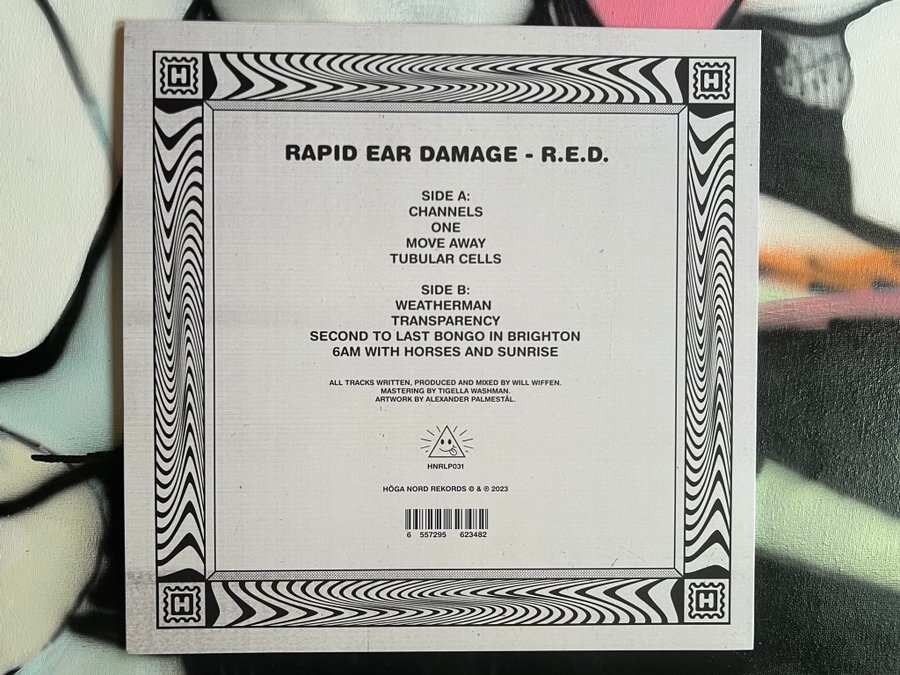 H H
RAPID EAR DAMAGE - R.E.D.
SIDE A:
CHANNELS
ONE
MOVE AWAY
TUBULAR CELLS
SIDE B:
WEATHERMAN
TRANSPARENCY
SECOND TO LAST BONGO IN BRIGHTON
6AM WITH HORSES AND SUNRISE
ALL TRACKS WRITTEN, PRODUCED AND MIXED BY WILL WIFFEN.
MASTERING BY TIGELLA WASHMAN.
ARTWORK BY ALEXANDER PALMESTÅL.
HNRLP031
HÖGA NORD REKORDS © & ℗ 2023
6 557295 623482
H H